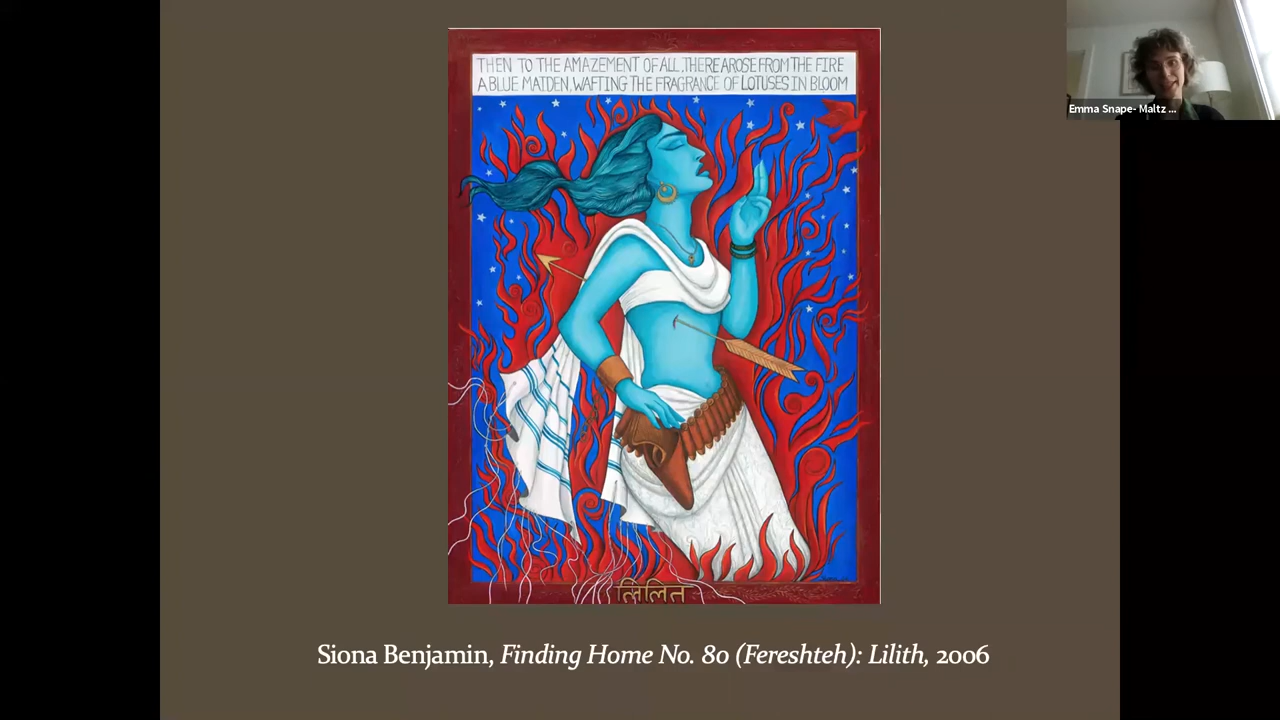 THEN TO THE AMAZEMENT OF ALL, THERE AROSE FROM THE FIRE
A BLUE MAIDEN, WAFTING THE FRAGRANCE OF LOTUSES IN BLOOM
Emma Snape- Maltz ...
लिलित
Siona Benjamin, Finding Home No. 80 (Fereshteh): Lilith, 2006